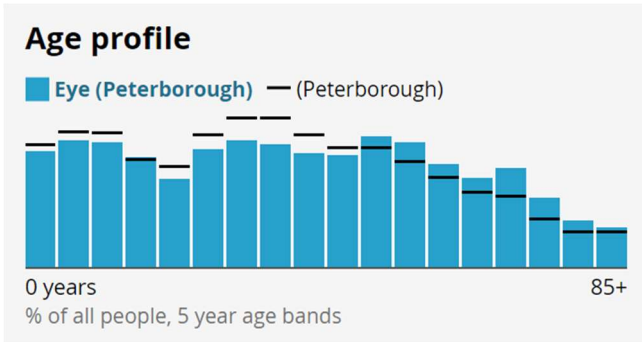 Age profile
Eye (Peterborough) (Peterborough)
0 years 85+
% of all people, 5 year age bands